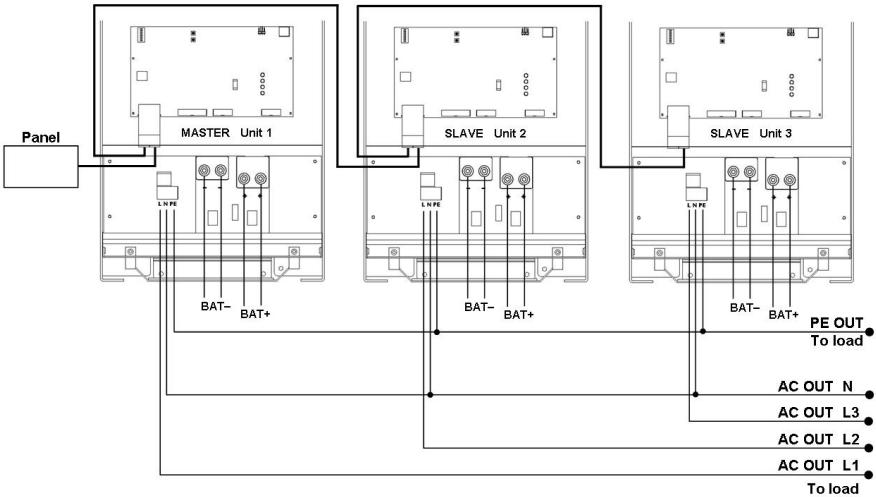 MASTER Unit 1
SLAVE Unit 2
SLAVE Unit 3
Panel
L N PE
L N PE
L N PE
BAT–
BAT+
BAT–
BAT+
BAT–
BAT+
PE OUT
To load
AC OUT N
AC OUT L3
AC OUT L2
AC OUT L1
To load